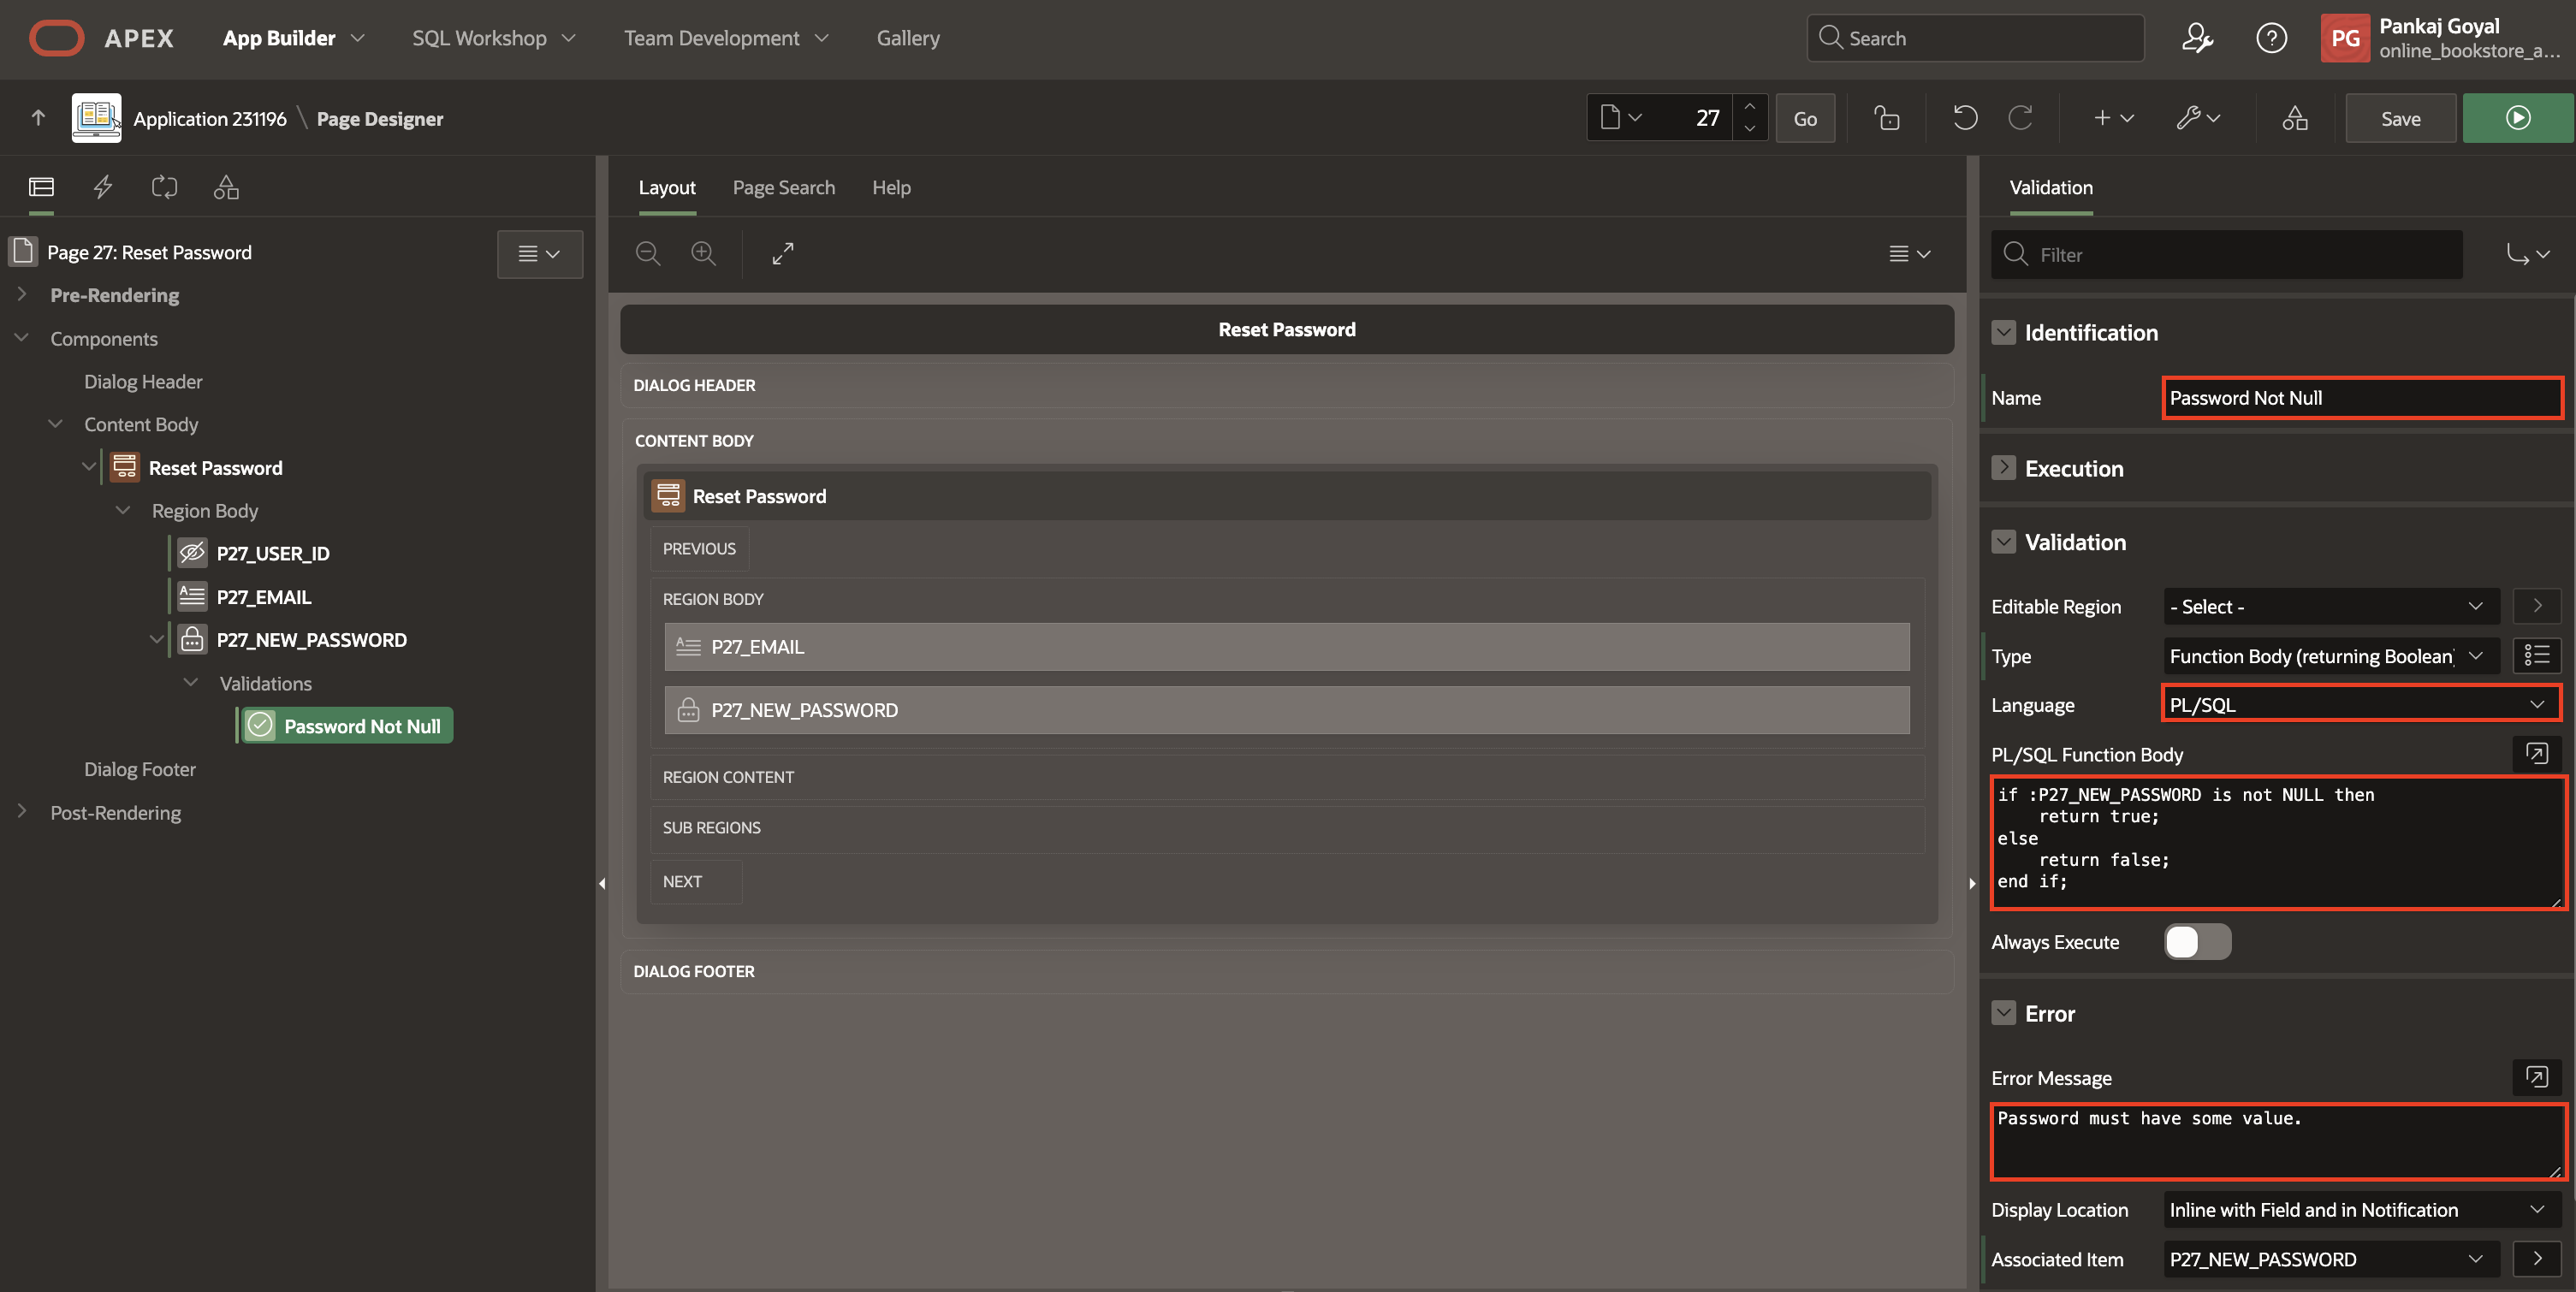 APEX
App Builder
SQL Workshop
Team Development
Gallery
Search
PG
Pankaj Goyal
online_bookstore_a...
Application 231196 \ Page Designer
27
Go
Save
Page 27: Reset Password
Pre-Rendering
Components
Dialog Header
Content Body
Reset Password
Region Body
P27_USER_ID
P27_EMAIL
P27_NEW_PASSWORD
Validations
Password Not Null
Dialog Footer
Post-Rendering
Layout
Page Search
Help
Reset Password
DIALOG HEADER
CONTENT BODY
Reset Password
PREVIOUS
REGION BODY
P27_EMAIL
P27_NEW_PASSWORD
REGION CONTENT
SUB REGIONS
NEXT
DIALOG FOOTER
Validation
Filter
Identification
Name
Password Not Null
Execution
Validation
Editable Region
- Select -
Type
Function Body (returning Boolean)
Language
PL/SQL
PL/SQL Function Body
if :P27_NEW_PASSWORD is not NULL then
return true;
else
return false;
end if;
Always Execute
Error
Error Message
Password must have some value.
Display Location
Inline with Field and in Notification
Associated Item
P27_NEW_PASSWORD